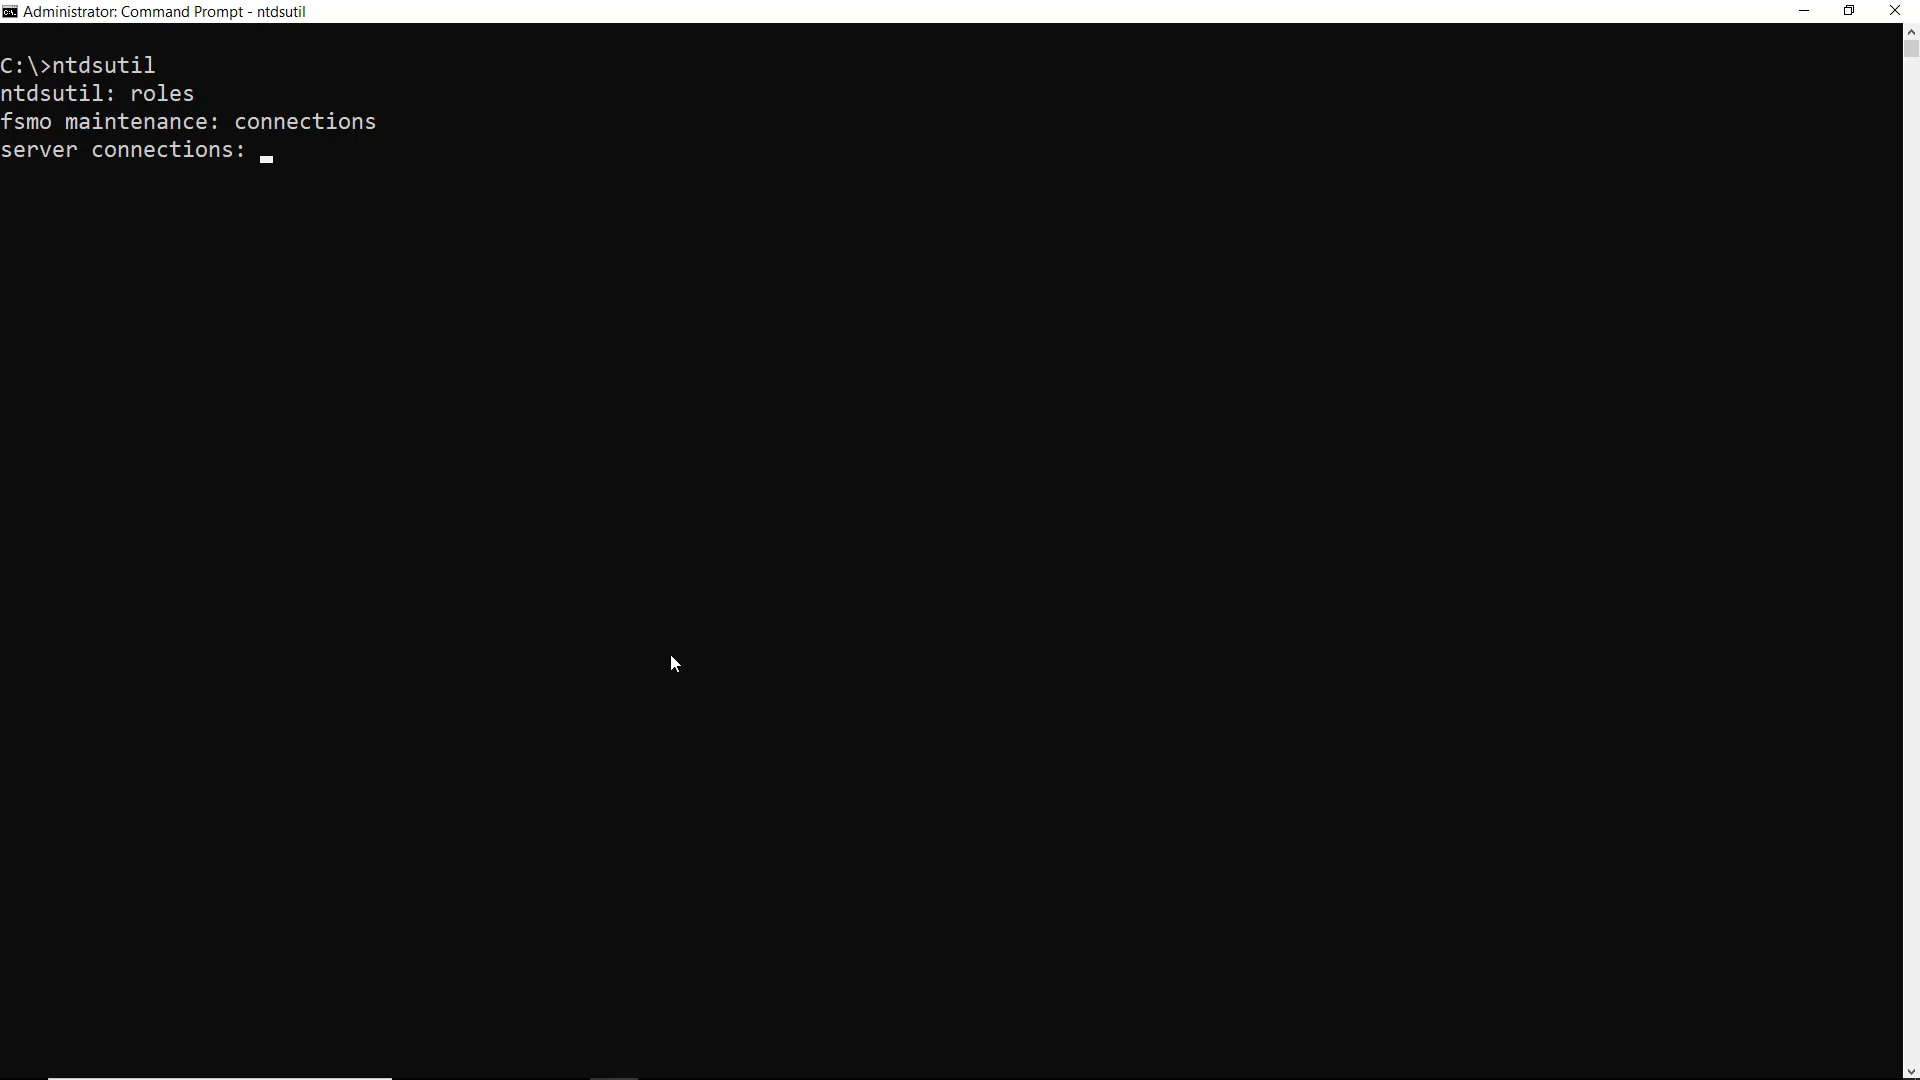 Administrator: Command Prompt - ntdsutil
C:\>ntdsutil
ntdsutil: roles
fsmo maintenance: connections
server connections: